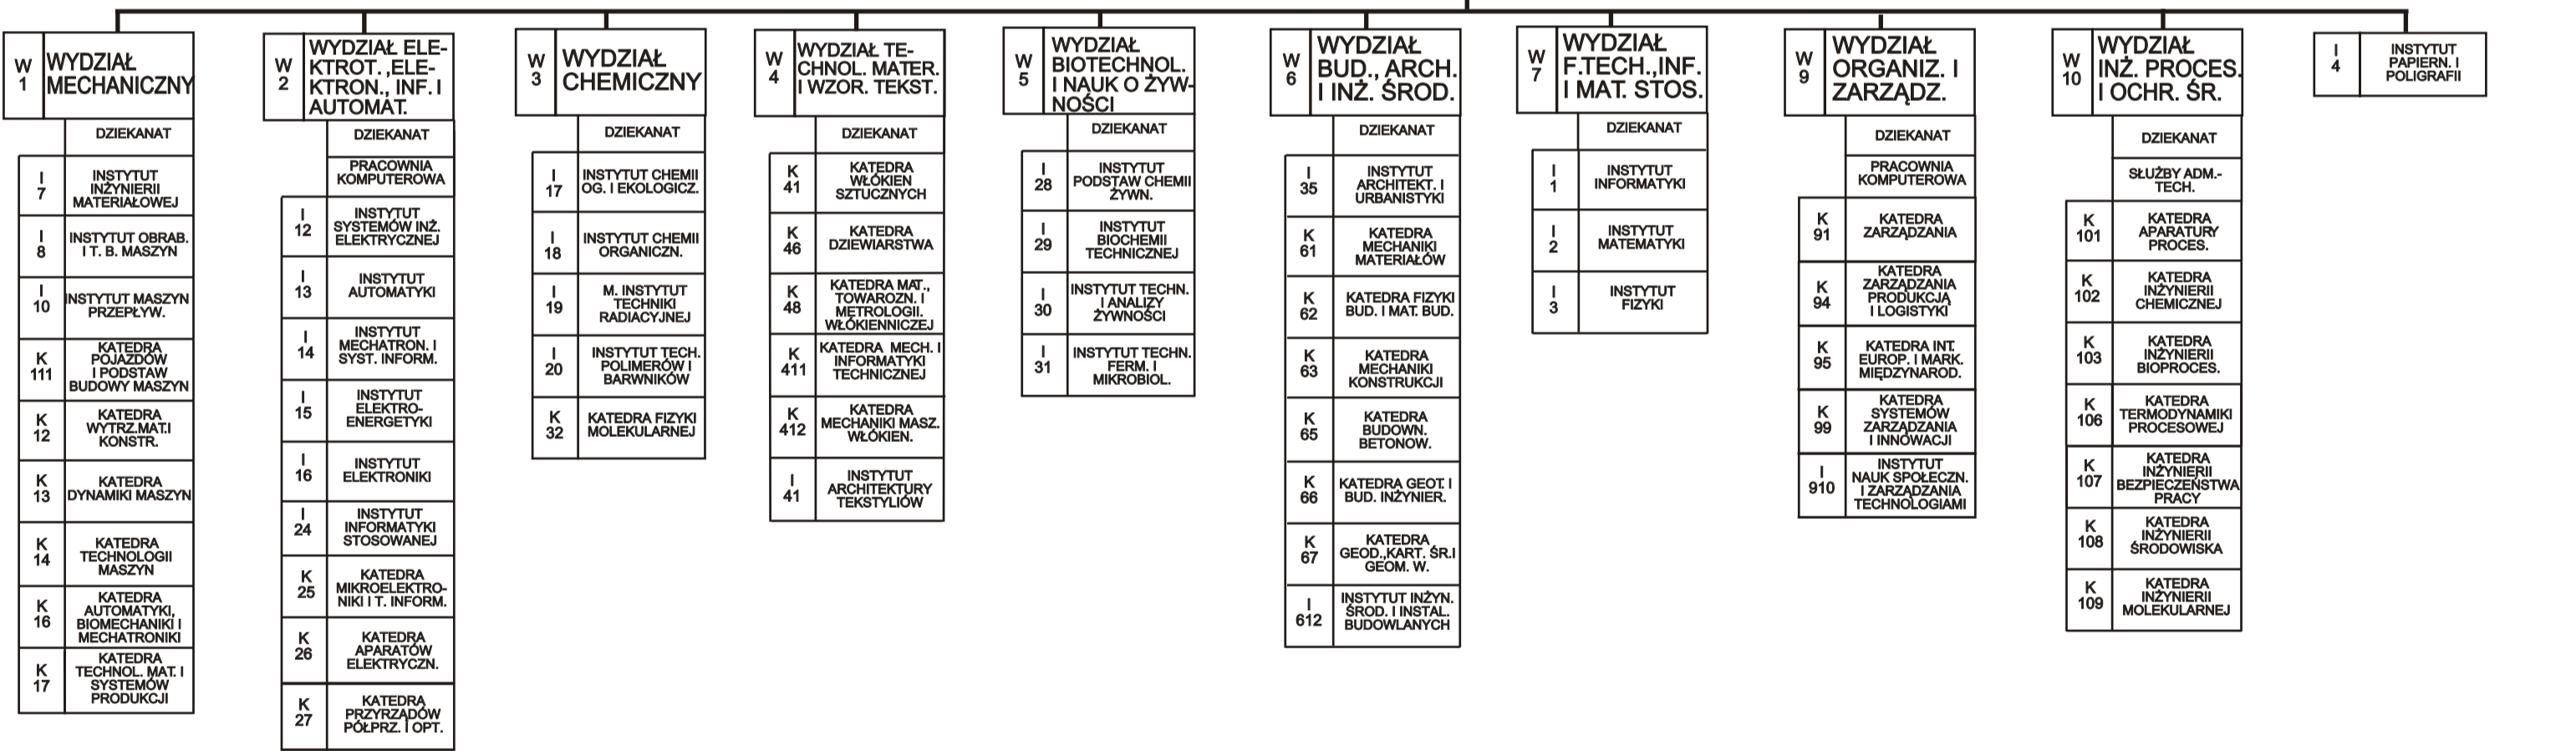 W
1
WYDZIAŁ
MECHANICZNY
DZIEKANAT
I
7
INSTYTUT
INŻYNIERII
MATERIAŁOWEJ
I
8
INSTYTUT OBRAB.
I T. B. MASZYN
I
10
INSTYTUT MASZYN
PRZEPŁYW.
K
111
KATEDRA
POJAZDÓW
I PODSTAW
BUDOWY MASZYN
K
12
KATEDRA
WYTRZ.MAT.I
KONSTR.
K
13
KATEDRA
DYNAMIKI MASZYN
K
14
KATEDRA
TECHNOLOGII
MASZYN
K
16
KATEDRA
AUTOMATYKI,
BIOMECHANIKI I
MECHATRONIKI
K
17
KATEDRA
TECHNOL. MAT. I
SYSTEMÓW
PRODUKCJI
W
2
WYDZIAŁ ELE-
KTROT. ,ELE-
KTRON., INF. I
AUTOMAT.
DZIEKANAT
PRACOWNIA
KOMPUTEROWA
I
12
INSTYTUT
SYSTEMÓW INŻ.
ELEKTRYCZNEJ
I
13
INSTYTUT
AUTOMATYKI
I
14
INSTYTUT
MECHATRON. I
SYST. INFORM.
I
15
INSTYTUT
ELEKTRO-
ENERGETYKI
I
16
INSTYTUT
ELEKTRONIKI
I
24
INSTYTUT
INFORMATYKI
STOSOWANEJ
K
25
KATEDRA
MIKROELEKTRO-
NIKI I T. INFORM.
K
26
KATEDRA
APARATÓW
ELEKTRYCZN.
K
27
KATEDRA
PRZYRZĄDÓW
PÓŁPRZ. I OPT.
W
3
WYDZIAŁ
CHEMICZNY
DZIEKANAT
I
17
INSTYTUT CHEMII
OG. I EKOLOGICZ.
I
18
INSTYTUT CHEMII
ORGANICZN.
I
19
M. INSTYTUT
TECHNIKI
RADIACYJNEJ
I
20
INSTYTUT TECH.
POLIMERÓW I
BARWNIKÓW
K
32
KATEDRA FIZYKI
MOLEKULARNEJ
W
4
WYDZIAŁ TE-
CHNOL. MATER.
I WZOR. TEKST.
DZIEKANAT
K
41
KATEDRA
WŁÓKIEN
SZTUCZNYCH
K
46
KATEDRA
DZIEWIARSTWA
K
48
KATEDRA MAT.,
TOWAROZN. I
METROLOGII.
WŁÓKIENNICZEJ
K
411
KATEDRA MECH. I
INFORMATYKI
TECHNICZNEJ
K
412
KATEDRA
MECHANIKI MASZ.
WŁÓKIEN.
I
41
INSTYTUT
ARCHITEKTURY
TEKSTYLIÓW
W
5
WYDZIAŁ
BIOTECHNOL.
I NAUK O ŻYW-
NOŚCI
DZIEKANAT
I
28
INSTYTUT
PODSTAW CHEMII
ŻYWN.
I
29
INSTYTUT
BIOCHEMII
TECHNICZNEJ
I
30
INSTYTUT TECHN.
I ANALIZY
ŻYWNOŚCI
I
31
INSTYTUT TECHN.
FERM. I
MIKROBIOL.
W
6
WYDZIAŁ
BUD., ARCH.
I INŻ. ŚROD.
DZIEKANAT
I
35
INSTYTUT
ARCHITEKT. I
URBANISTYKI
K
61
KATEDRA
MECHANIKI
MATERIAŁÓW
K
62
KATEDRA FIZYKI
BUD. I MAT. BUD.
K
63
KATEDRA
MECHANIKI
KONSTRUKCJI
K
65
KATEDRA
BUDOWN.
BETONOW.
K
66
KATEDRA GEOT. I
BUD. INŻYNIER.
K
67
KATEDRA
GEOD.,KART. ŚR.I
GEOM. W.
I
612
INSTYTUT INŻYN.
ŚROD. I INSTAL.
BUDOWLANYCH
W
7
WYDZIAŁ
F.TECH.,INF.
I MAT. STOS.
DZIEKANAT
I
1
INSTYTUT
INFORMATYKI
I
2
INSTYTUT
MATEMATYKI
I
3
INSTYTUT
FIZYKI
W
9
WYDZIAŁ
ORGANIZ. I
ZARZĄDZ.
DZIEKANAT
PRACOWNIA
KOMPUTEROWA
K
91
KATEDRA
ZARZĄDZANIA
K
94
KATEDRA
ZARZĄDZANIA
PRODUKCJĄ
I LOGISTYKI
K
95
KATEDRA INT.
EUROP. I MARK.
MIĘDZYNAROD.
K
99
KATEDRA
SYSTEMÓW
ZARZĄDZANIA
I INNOWACJI
I
910
INSTYTUT
NAUK SPOŁECZN.
I ZARZĄDZANIA
TECHNOLOGIAMI
W
10
WYDZIAŁ
INŻ. PROCES.
I OCHR. ŚR.
DZIEKANAT
SŁUŻBY ADM.-
TECH.
K
101
KATEDRA
APARATURY
PROCES.
K
102
KATEDRA
INŻYNIERII
CHEMICZNEJ
K
103
KATEDRA
INŻYNIERII
BIOPROCES.
K
106
KATEDRA
TERMODYNAMIKI
PROCESOWEJ
K
107
KATEDRA
INŻYNIERII
BEZPIECZEŃSTWA
PRACY
K
108
KATEDRA
INŻYNIERII
ŚRODOWISKA
K
109
KATEDRA
INŻYNIERII
MOLEKULARNEJ
I
4
INSTYTUT
PAPIERN. I
POLIGRAFII